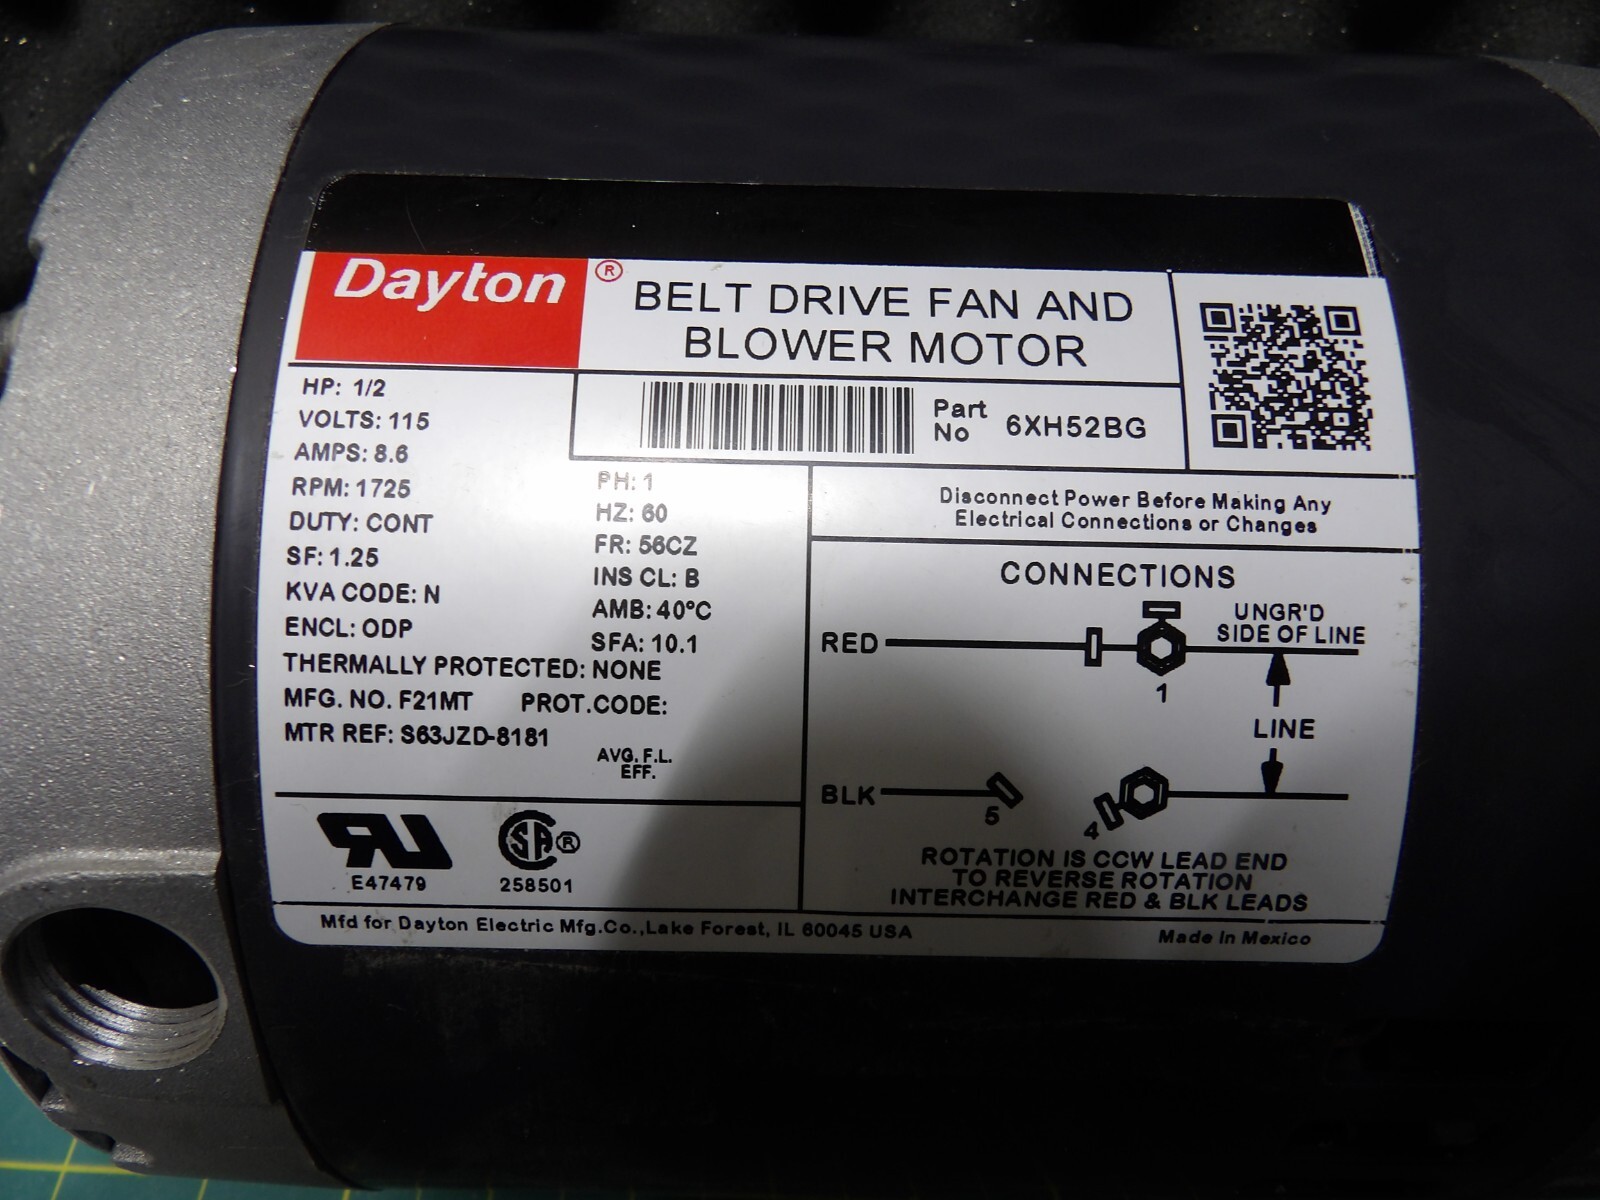 Dayton®
BELT DRIVE FAN AND
BLOWER MOTOR
Part
No
6XH52BG
HP: 1/2
VOLTS: 115
AMPS: 8.6
RPM: 1725
DUTY: CONT
SF: 1.25
KVA CODE: N
ENCL: ODP
PH: 1
HZ: 60
FR: 56CZ
INS CL: B
AMB: 40°C
SFA: 10.1
THERMALLY PROTECTED: NONE
MFG. NO. F21MT PROT.CODE:
MTR REF: S63JZD-8181
AVG. F.L.
EFF.
RU
E47479
SA®
258501
Disconnect Power Before Making Any
Electrical Connections or Changes
CONNECTIONS
UNGR'D
SIDE OF LINE
RED
1
LINE
BLK
5
4
ROTATION IS CCW LEAD END
TO REVERSE ROTATION
INTERCHANGE RED & BLK LEADS
Mfd for Dayton Electric Mfg.Co.,Lake Forest, IL 60045 USA
Made In Mexico